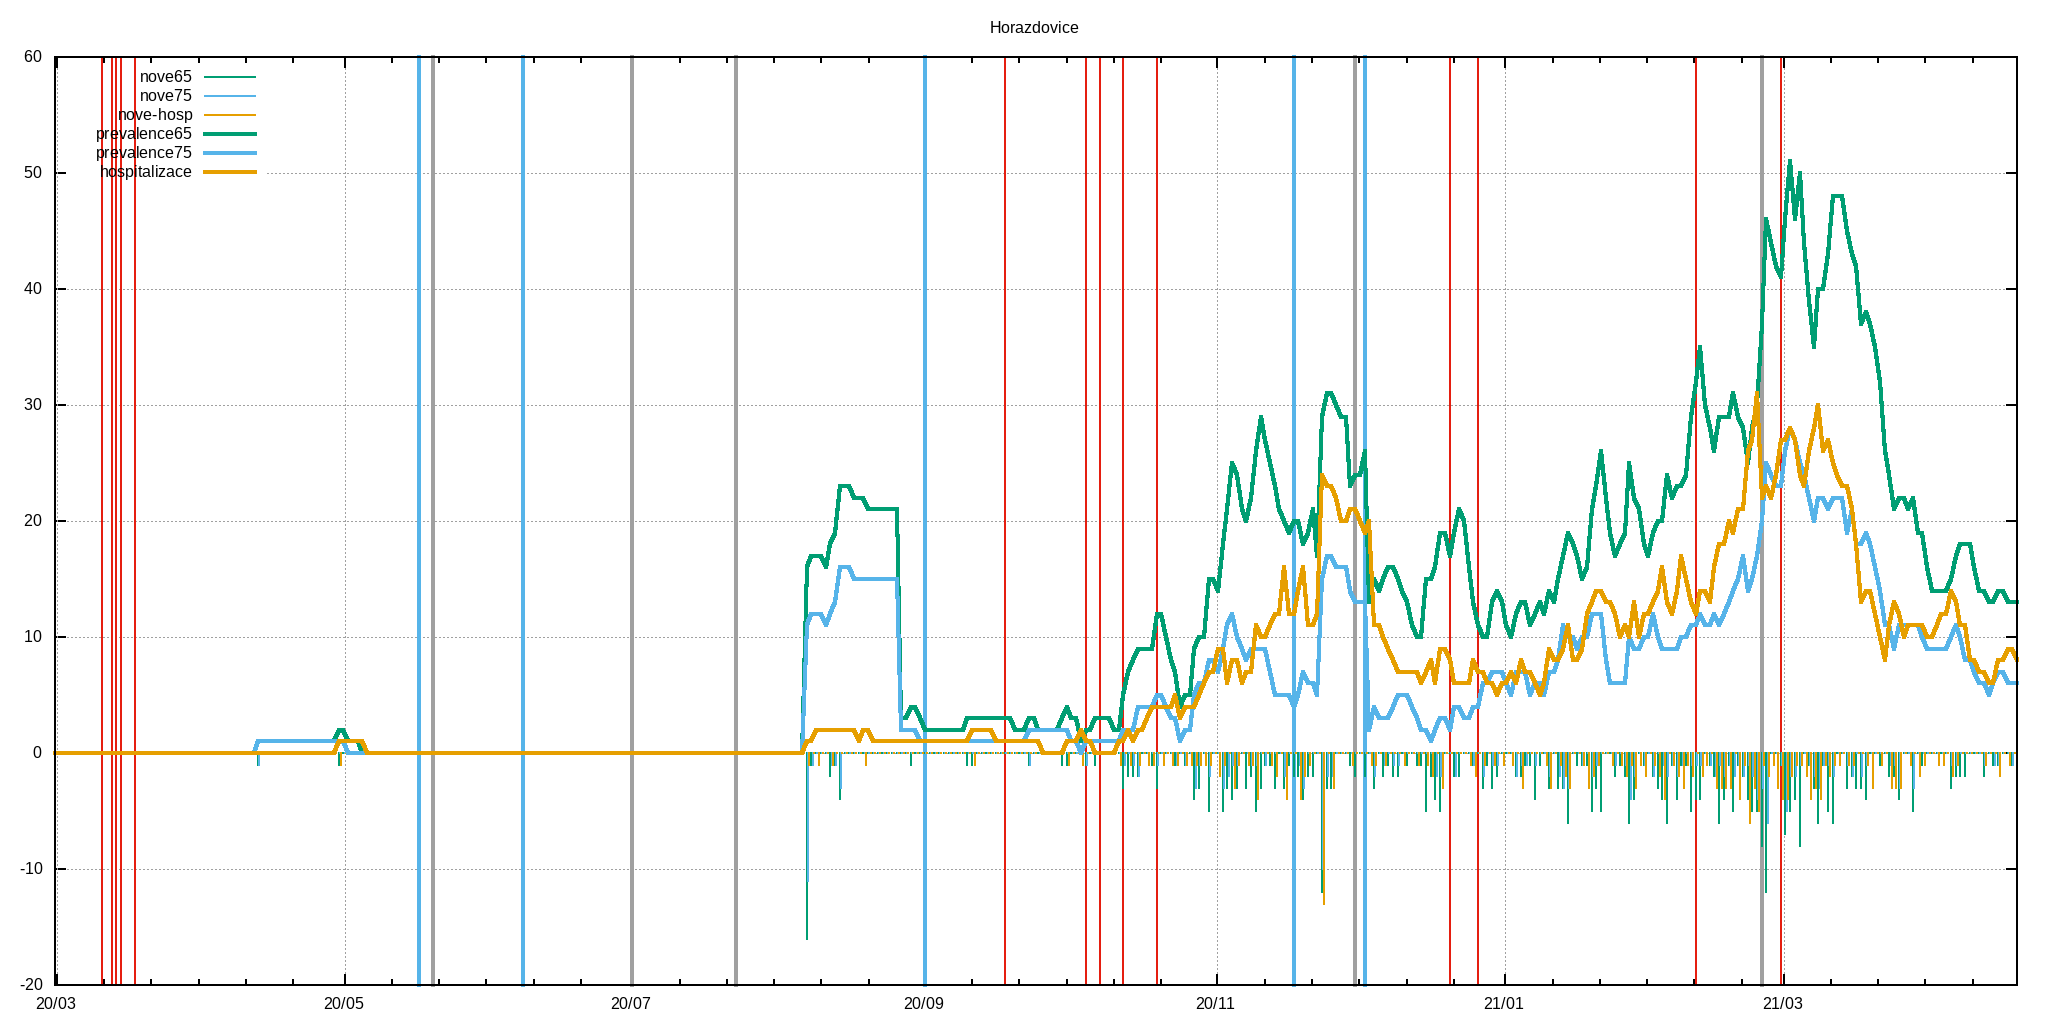 Horazdovice
60
50
40
30
20
10
0
-10
-20
nove65
nove75
nove-hosp
prevalence65
prevalence75
hospitalizace
20/03 20/05 20/07 20/09 20/11 21/01 21/03